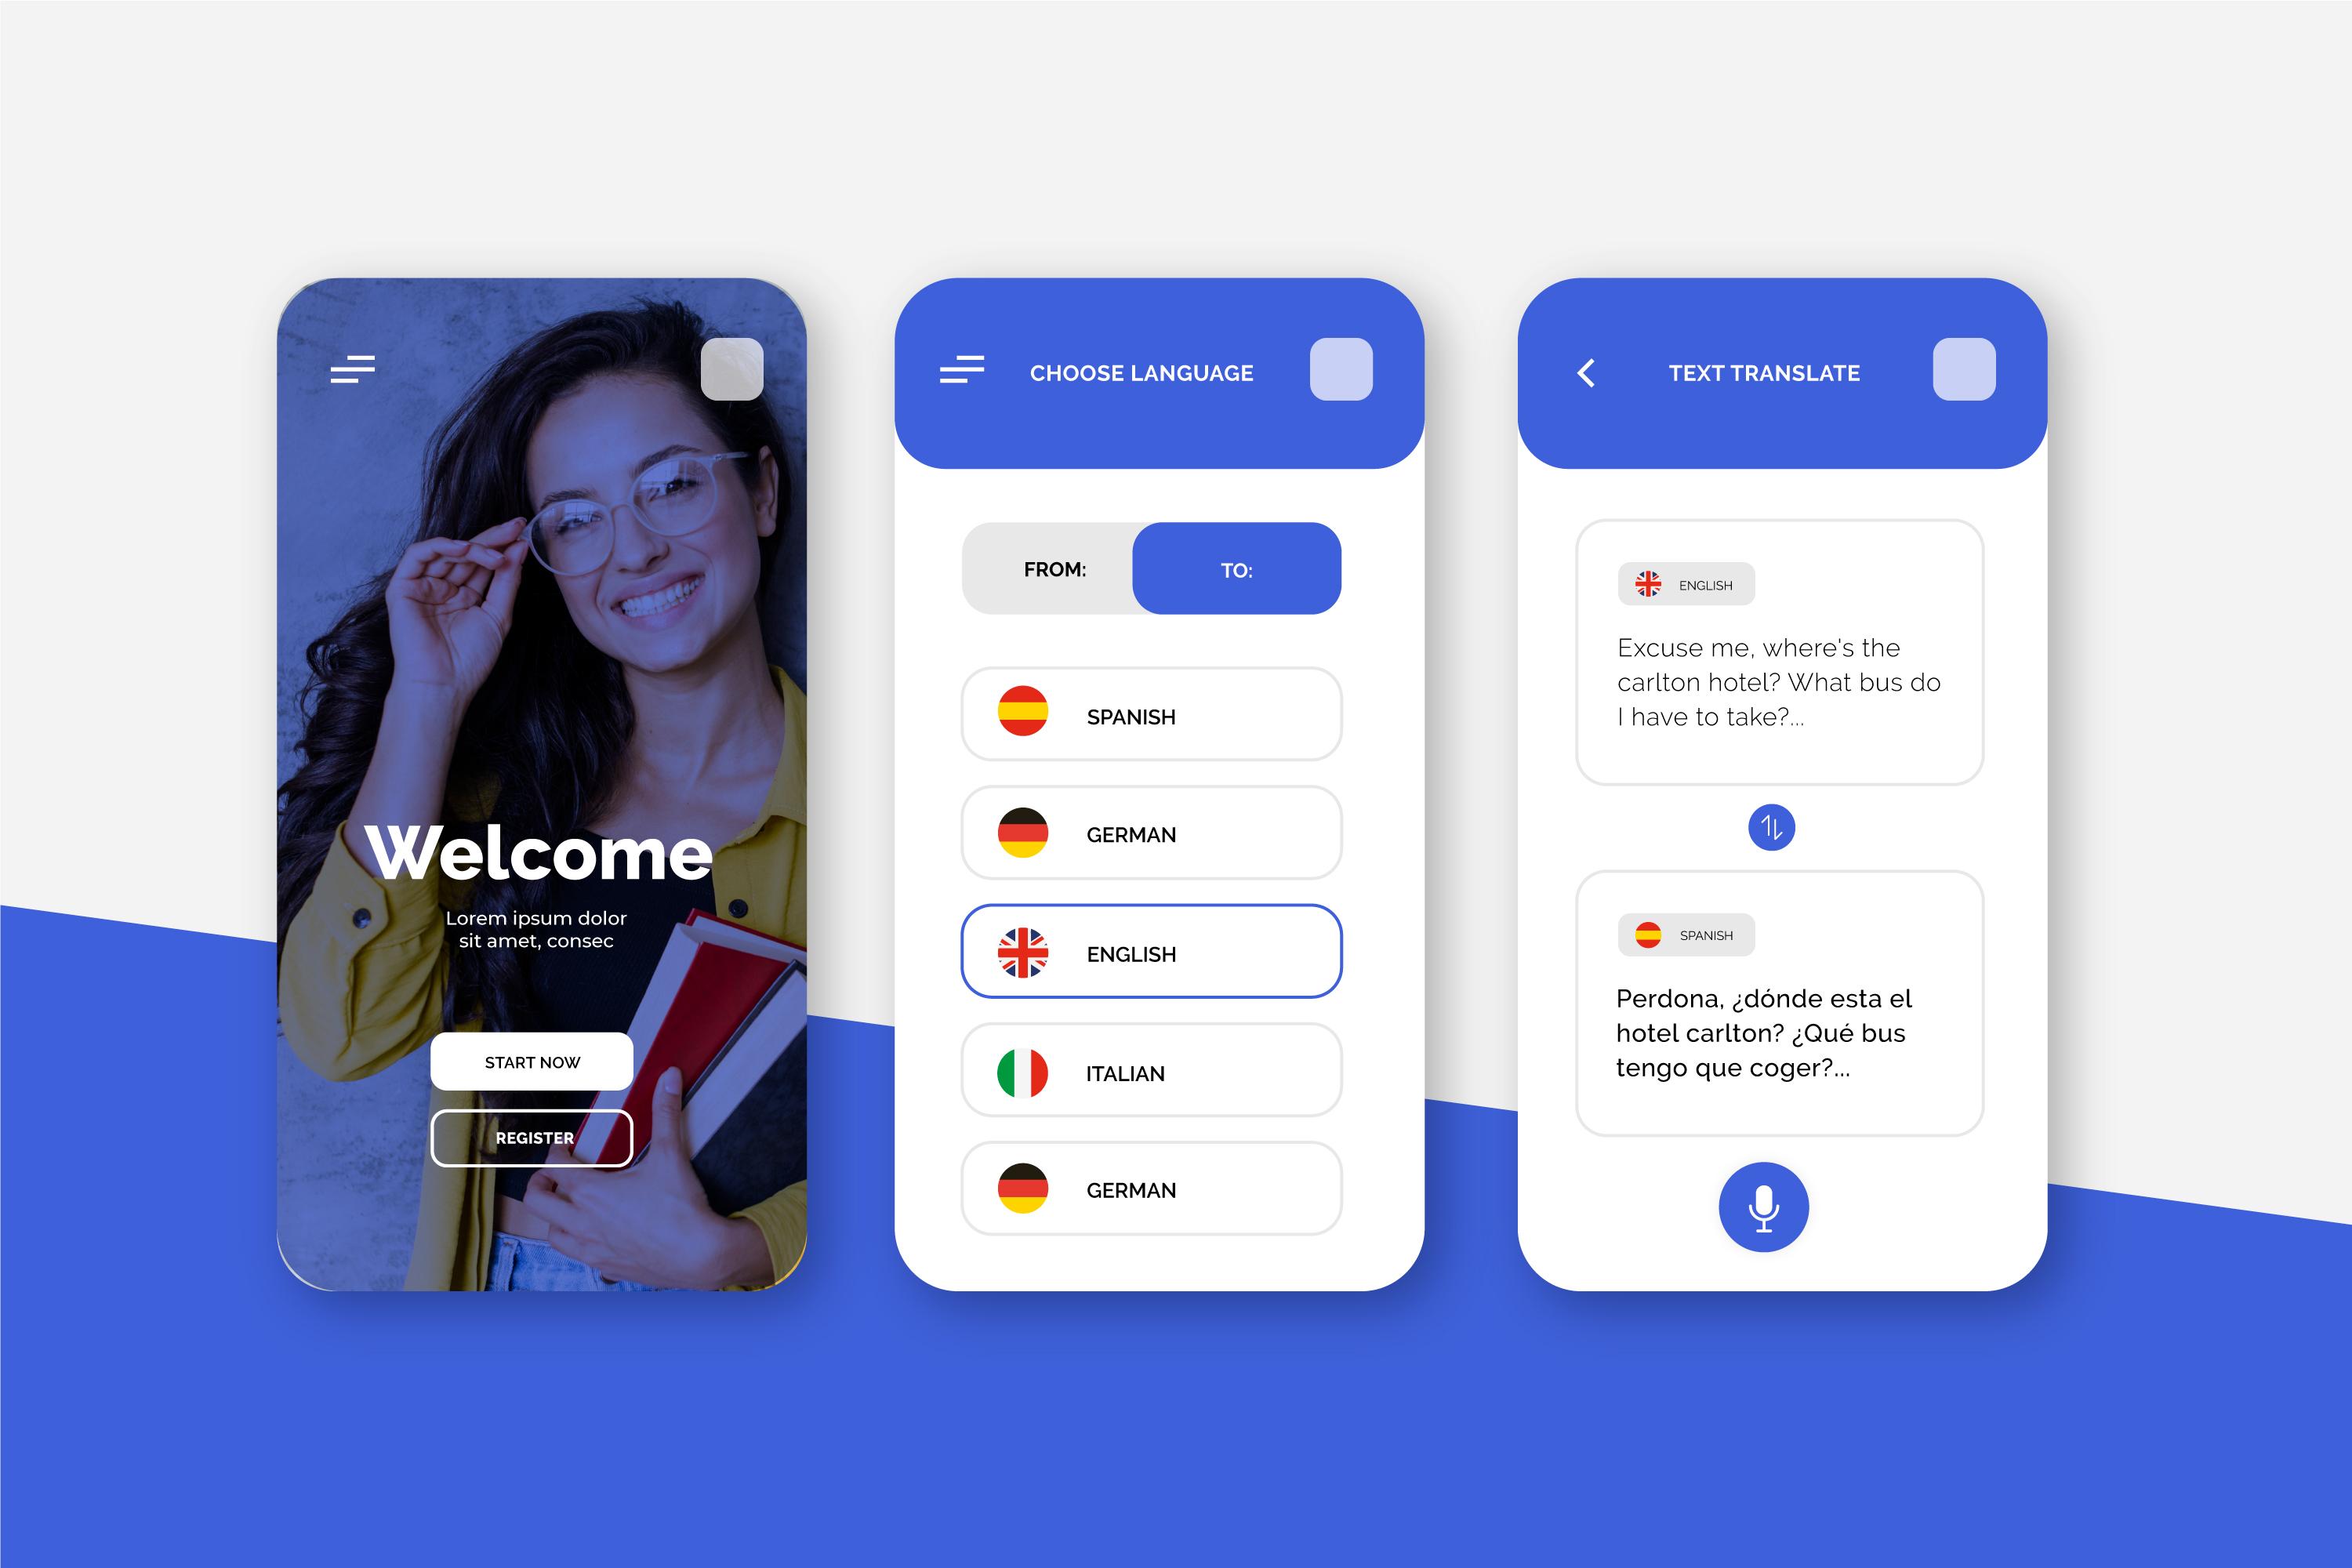 Welcome
Lorem ipsum dolor
sit amet, consec
START NOW
REGISTER
CHOOSE LANGUAGE
FROM:
TO:
SPANISH
GERMAN
ENGLISH
ITALIAN
GERMAN
TEXT TRANSLATE
ENGLISH
Excuse me, where's the
carlton hotel? What bus do
I have to take?...
SPANISH
Perdona, ¿dónde esta el
hotel carlton? ¿Qué bus
tengo que coger?...